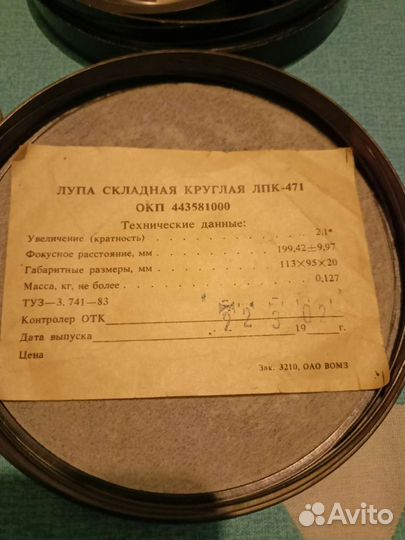 ЛУПА СКЛАДНАЯ КРУГЛАЯ ЛПК-471
ОКП 443581000
Технические данные:
Увеличение (кратность) . . . . . . . . . . 2,1*
Фокусное расстояние, мм . . . . . . . . 199,42±9,97
Габаритные размеры, мм . . . . . . . . 113×95×20
Масса, кг, не более . . . . . . . . . . . 0,127
ТУЗ—3. 741—83
Контролер ОТК
Дата выпуска 19 г.
Цена
Зак. 3210, ОАО ВОМЗ
Avito